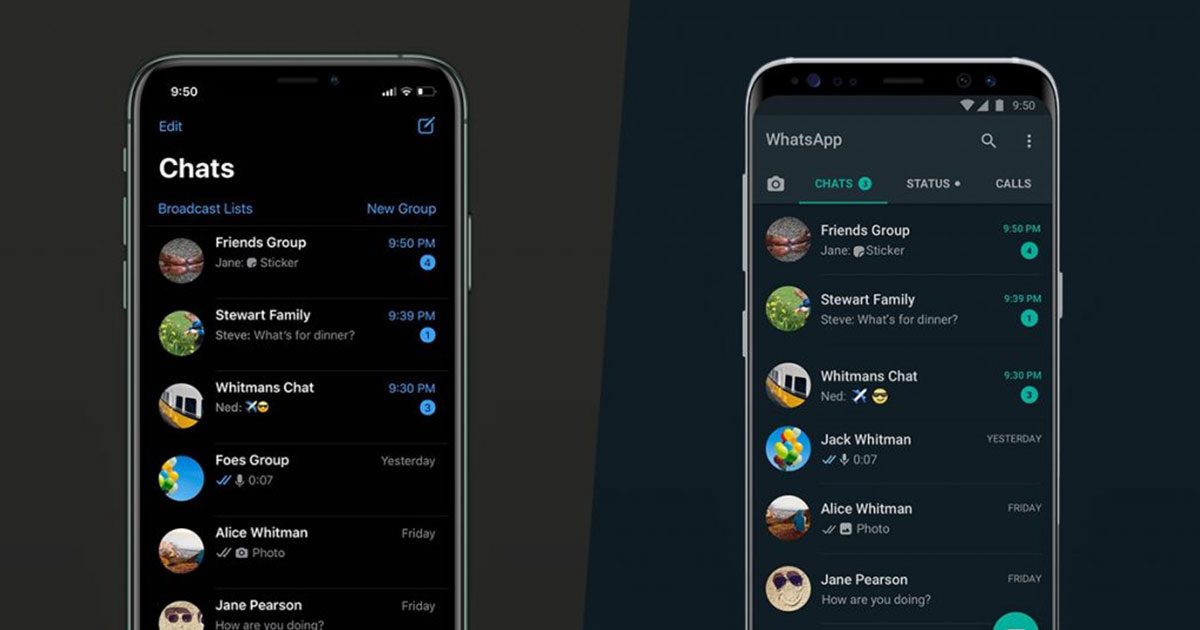 9:50
Edit
Chats
Broadcast Lists New Group
Friends Group 9:50 PM
Jane: Sticker 4
Stewart Family 9:39 PM
Steve: What's for dinner? 1
Whitmans Chat 9:30 PM
Ned: ✈️😎 3
Foes Group Yesterday
0:07
Alice Whitman Friday
Photo
Jane Pearson Friday
How are you doing?
9:50
WhatsApp
CHATS 3 STATUS • CALLS
Friends Group 9:50 PM
Jane: Sticker 4
Stewart Family 9:39 PM
Steve: What's for dinner? 1
Whitmans Chat 9:30 PM
Ned: ✈️😎 3
Jack Whitman YESTERDAY
0:07
Alice Whitman FRIDAY
Photo
Jane Pearson FRIDAY
How are you doing?